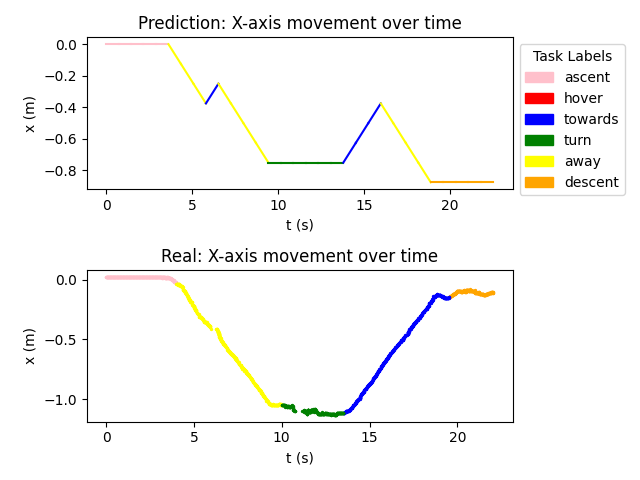 Prediction: X-axis movement over time
0.0
−0.2
−0.4
−0.6
−0.8
x (m)
0 5 10 15 20
t (s)
Task Labels
ascent
hover
towards
turn
away
descent
Real: X-axis movement over time
0.0
−0.5
−1.0
x (m)
0 5 10 15 20
t (s)